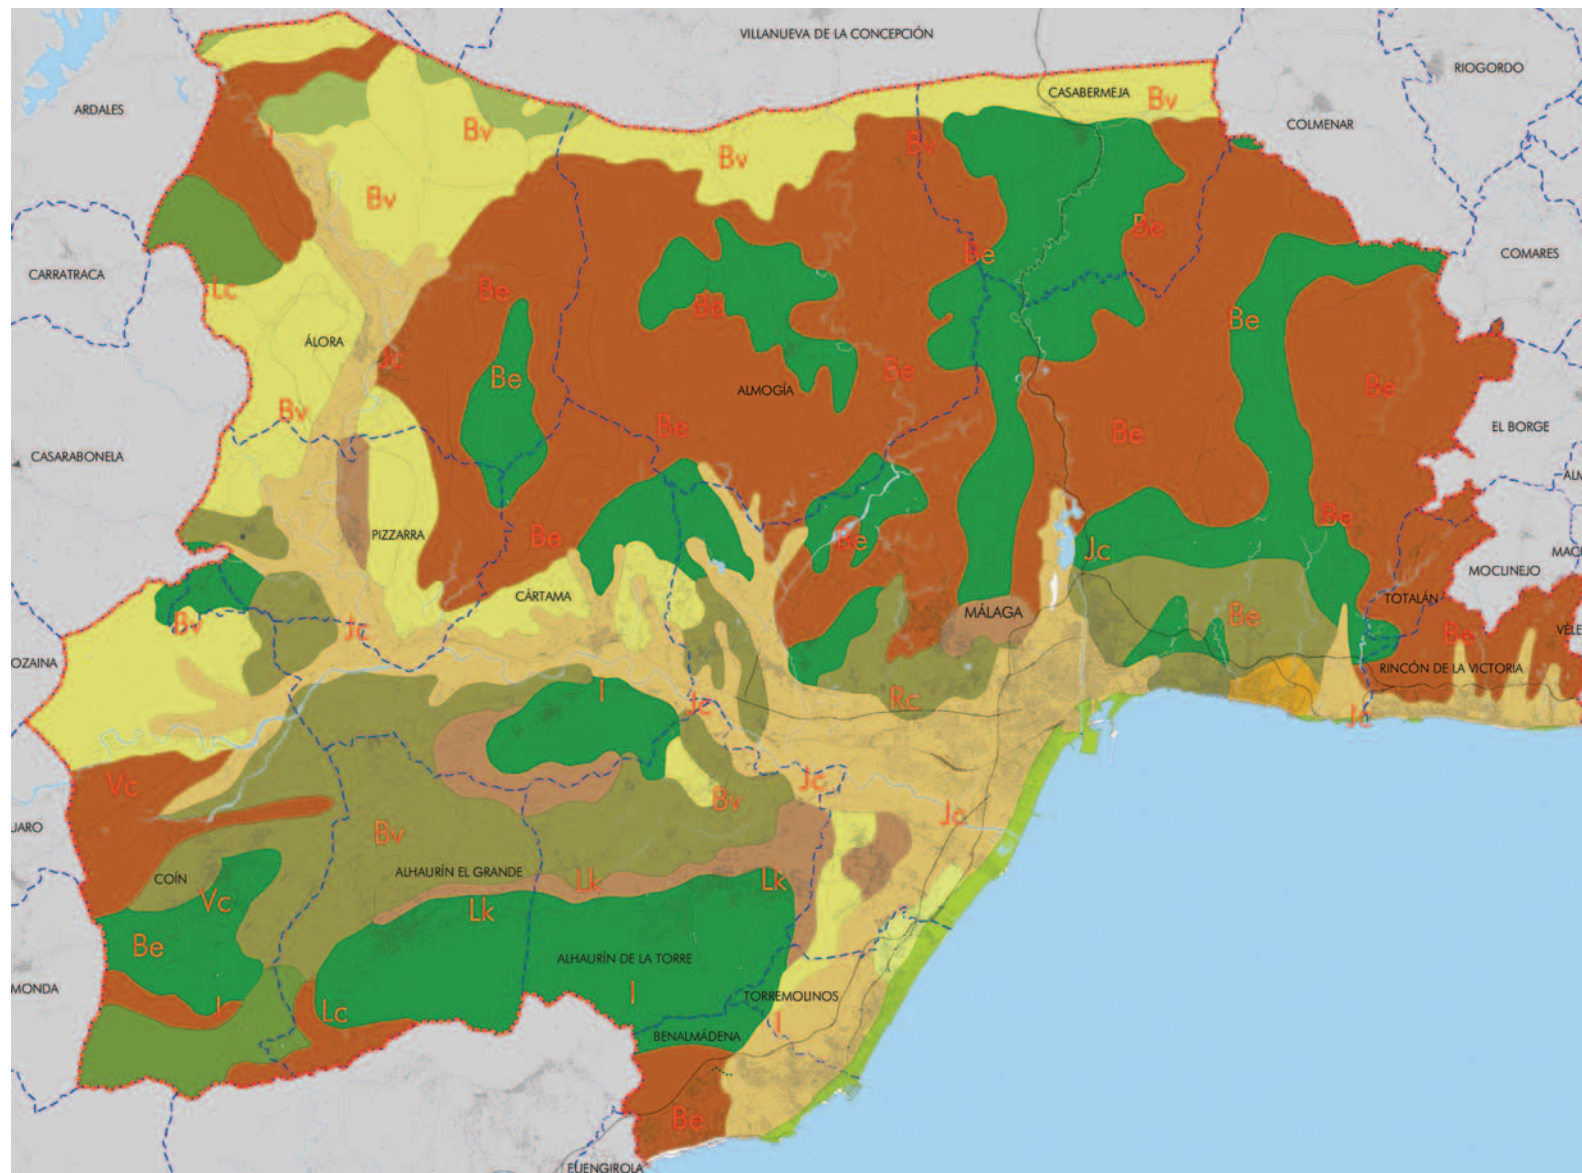 VILLANUEVA DE LA CONCEPCIÓN
RIOGORDO
CASABERMEJA
Bv
ARDALES
COLMENAR
I
Bv
Bv
Bv
Bv
Be
Be
CARRATRACA
COMARES
Lc
Be
Be
Be
ÁLORA
Be
Jc
Be
Be
Be
ALMOGÍA
Bv
Be
Be
EL BORGE
CASARABONELA
Be
Be
PIZZARRA
Be
Jc
MOCLINEJO
CÁRTAMA
TOTALÁN
Bv
Jc
MÁLAGA
Be
Be
OZAINA
RINCÓN DE LA VICTORIA
I
Jc
Rc
Jc
Vc
Jc
Bv
Jc
UARO
Bv
COÍN
ALHAURÍN EL GRANDE
Lk
Lk
Vc
Lk
Be
ALHAURÍN DE LA TORRE
MONDA
I
I
TORREMOLINOS
Lc
I
BENALMÁDENA
Be
FUENGIROLA